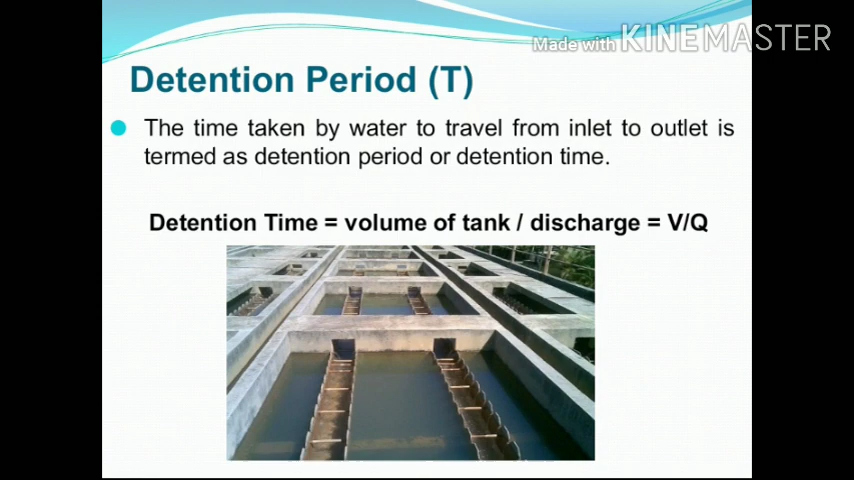 Made with KINEMASTER
Detention Period (T)
The time taken by water to travel from inlet to outlet is
termed as detention period or detention time.
Detention Time = volume of tank / discharge = V/Q